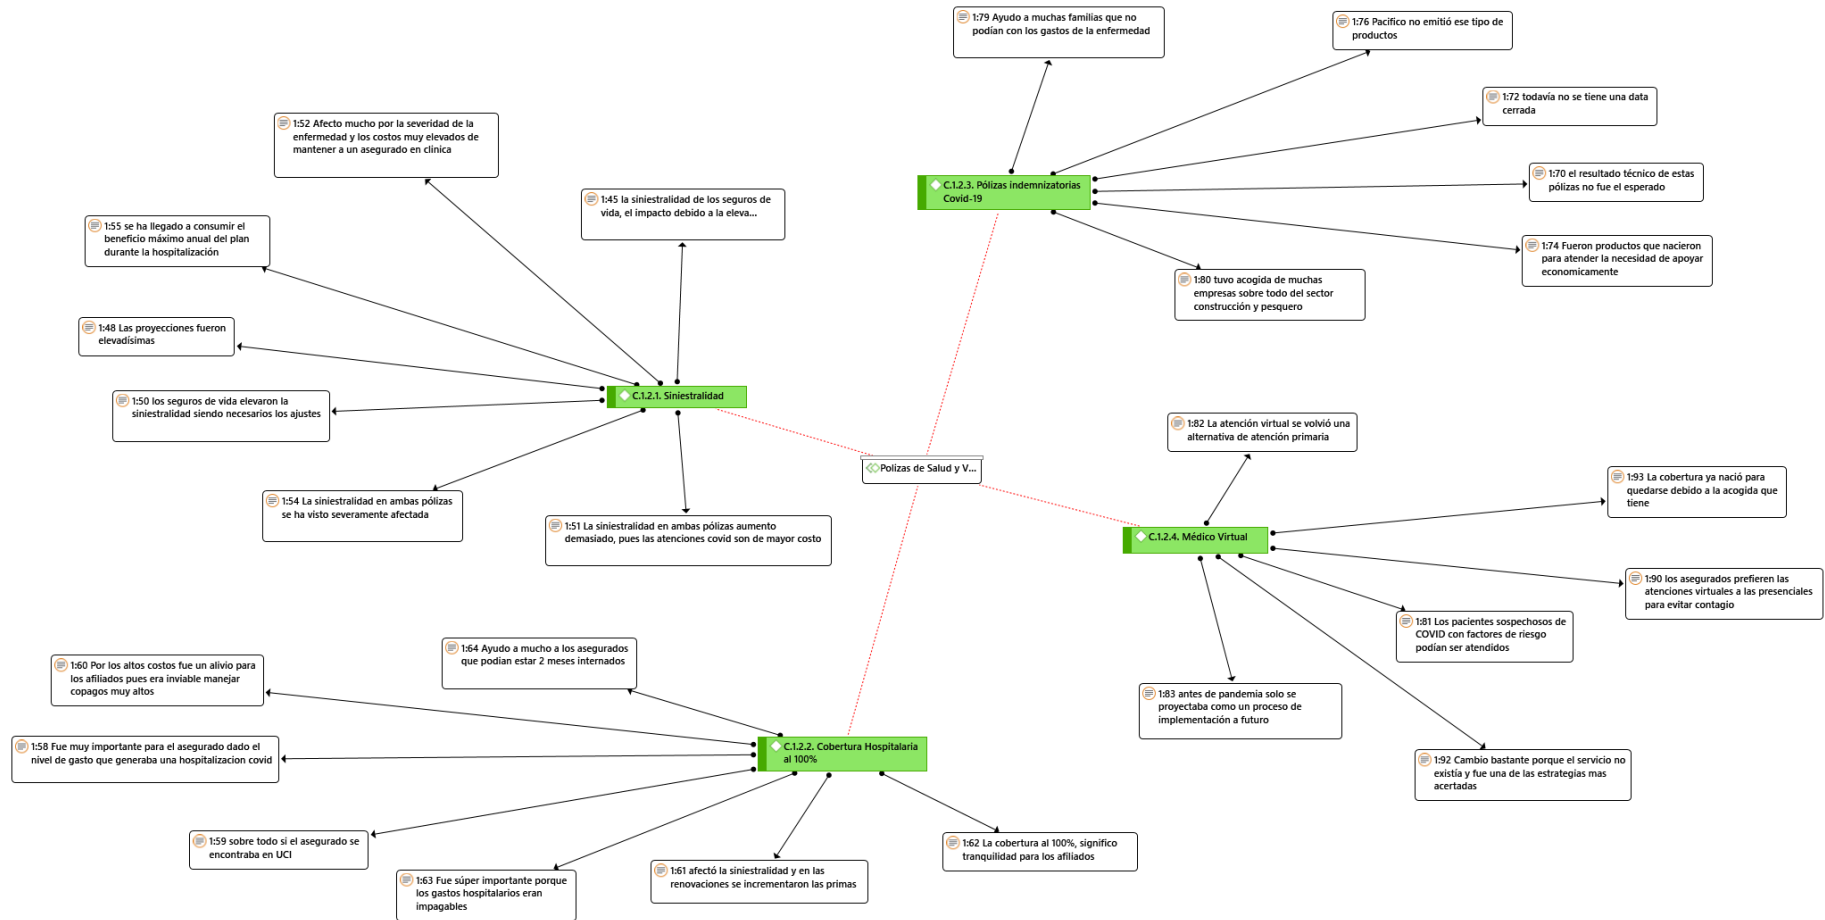 1:79 Ayudo a muchas familias que no
podían con los gastos de la enfermedad
1:76 Pacifico no emitió ese tipo de
productos
1:72 todavía no se tiene una data
cerrada
1:52 Afecto mucho por la severidad de la
enfermedad y los costos muy elevados de
mantener a un asegurado en clinica
C.1.2.3. Pólizas indemnizatorias
Covid-19
1:70 el resultado técnico de estas
pólizas no fue el esperado
1:45 la siniestralidad de los seguros de
vida, el impacto debido a la eleva...
1:55 se ha llegado a consumir el
beneficio máximo anual del plan
durante la hospitalización
1:74 Fueron productos que nacieron
para atender la necesidad de apoyar
economicamente
1:80 tuvo acogida de muchas
empresas sobre todo del sector
construcción y pesquero
1:48 Las proyecciones fueron
elevadísimas
C.1.2.1. Siniestralidad
1:50 los seguros de vida elevaron la
siniestralidad siendo necesarios los ajustes
1:82 La atención virtual se volvió una
alternativa de atención primaria
Polizas de Salud y V...
1:93 La cobertura ya nació para
quedarse debido a la acogida que
tiene
1:54 La siniestralidad en ambas pólizas
se ha visto severamente afectada
1:51 La siniestralidad en ambas pólizas aumento
demasiado, pues las atenciones covid son de mayor costo
C.1.2.4. Médico Virtual
1:90 los asegurados prefieren las
atenciones virtuales a las presenciales
para evitar contagio
1:81 Los pacientes sospechosos de
COVID con factores de riesgo
podían ser atendidos
1:64 Ayudo a mucho a los asegurados
que podian estar 2 meses internados
1:60 Por los altos costos fue un alivio para
los afiliados pues era inviable manejar
copagos muy altos
1:83 antes de pandemia solo se
proyectaba como un proceso de
implementación a futuro
1:58 Fue muy importante para el asegurado dado el
nivel de gasto que generaba una hospitalizacion covid
C.1.2.2. Cobertura Hospitalaria
al 100%
1:92 Cambio bastante porque el servicio no
existía y fue una de las estrategias mas
acertadas
1:59 sobre todo si el asegurado se
encontraba en UCI
1:62 La cobertura al 100%, significo
tranquilidad para los afiliados
1:61 afectó la siniestralidad y en las
renovaciones se incrementaron las primas
1:63 Fue súper importante porque
los gastos hospitalarios eran
impagables